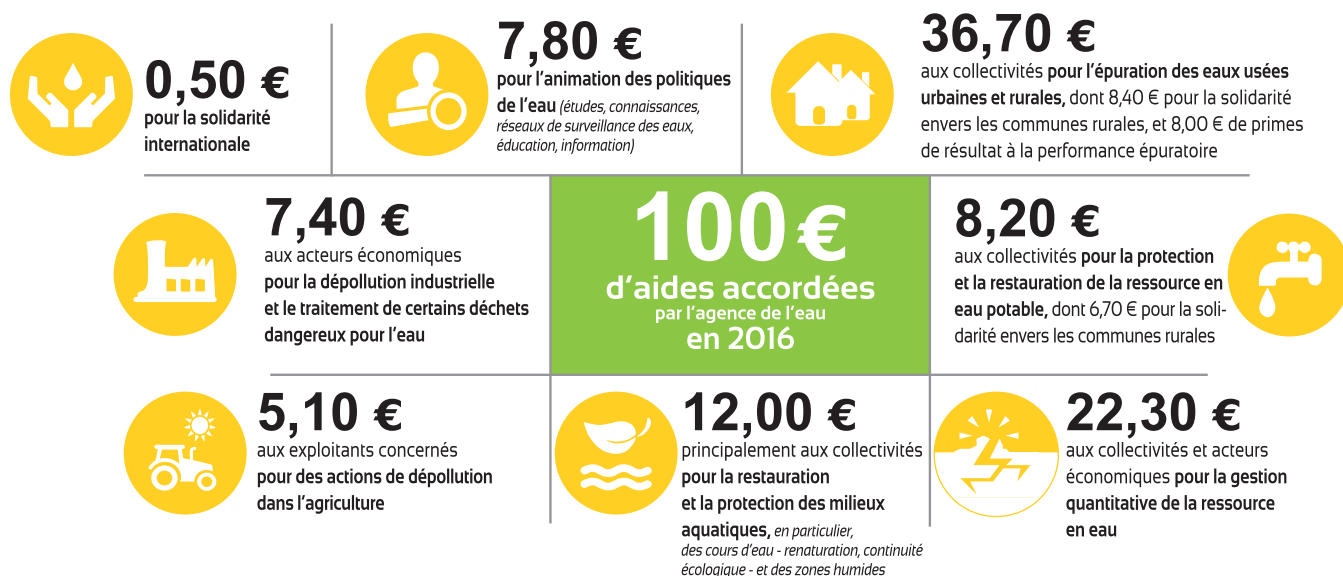 0,50 €
pour la solidarité
internationale
7,80 €
pour l'animation des politiques
de l'eau (études, connaissances,
réseaux de surveillance des eaux,
éducation, information)
36,70 €
aux collectivités pour l'épuration des eaux usées
urbaines et rurales, dont 8,40 € pour la solidarité
envers les communes rurales, et 8,00 € de primes
de résultat à la performance épuratoire
7,40 €
aux acteurs économiques
pour la dépollution industrielle
et le traitement de certains déchets
dangereux pour l'eau
100 €
d'aides accordées
par l'agence de l'eau
en 2016
8,20 €
aux collectivités pour la protection
et la restauration de la ressource en
eau potable, dont 6,70 € pour la soli-
darité envers les communes rurales
5,10 €
aux exploitants concernés
pour des actions de dépollution
dans l'agriculture
12,00 €
principalement aux collectivités
pour la restauration
et la protection des milieux
aquatiques, en particulier,
des cours d'eau - renaturation, continuité
écologique - et des zones humides
22,30 €
aux collectivités et acteurs
économiques pour la gestion
quantitative de la ressource
en eau